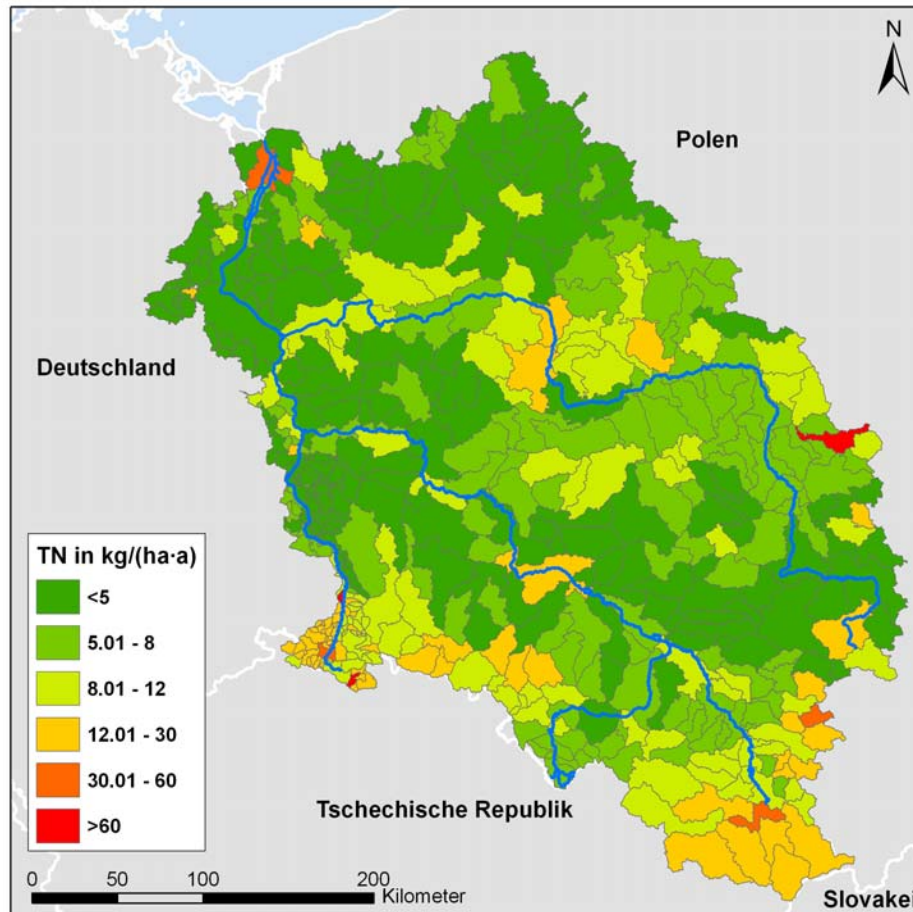 N
Polen
Deutschland
TN in kg/(ha·a)
<5
5.01 - 8
8.01 - 12
12.01 - 30
30.01 - 60
>60
Tschechische Republik
0 50 100 200
Kilometer
Slovakei